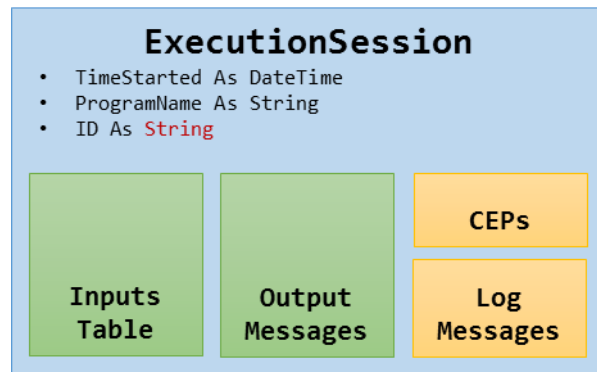 ExecutionSession
• TimeStarted As DateTime
• ProgramName As String
• ID As String
Inputs
Table
Output
Messages
CEPs
Log
Messages